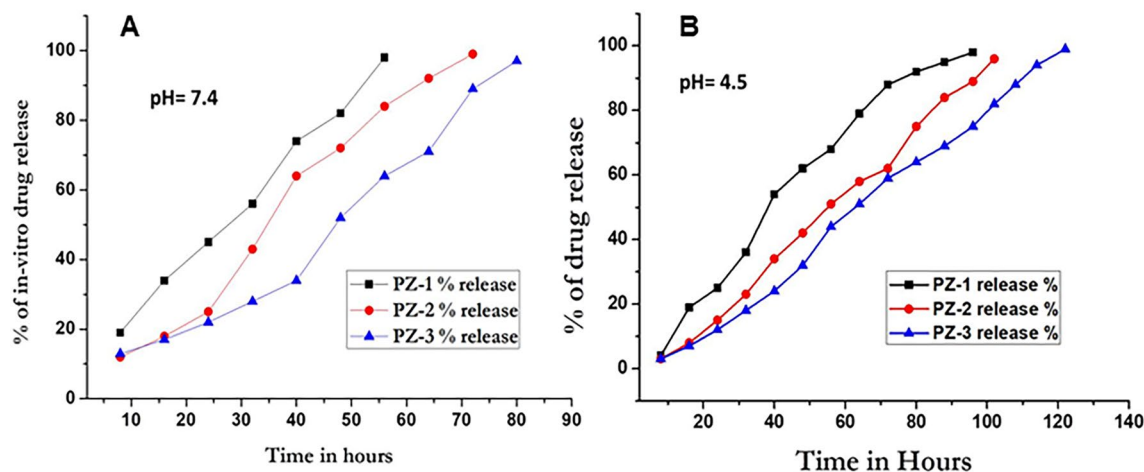 A
pH= 7.4
% of in-vitro drug release
100
80
60
40
20
0
PZ-1 % release
PZ-2 % release
PZ-3 % release
10 20 30 40 50 60 70 80 90
Time in hours
B
pH= 4.5
% of drug release
100
80
60
40
20
0
PZ-1 release %
PZ-2 release %
PZ-3 release %
20 40 60 80 100 120 140
Time in Hours